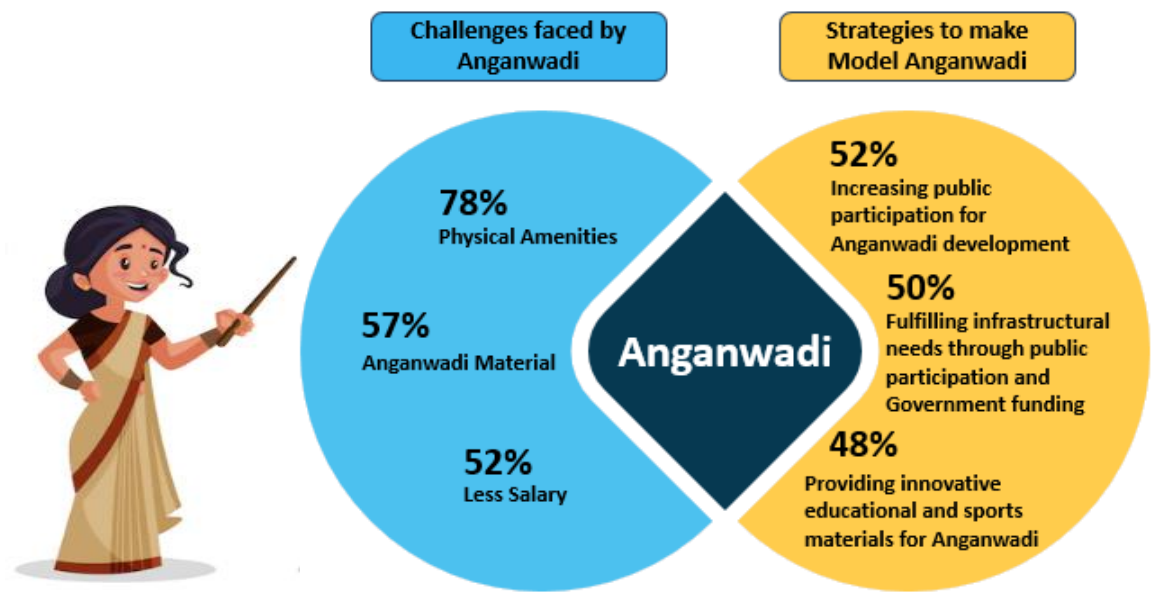 Challenges faced by
Anganwadi
78%
Physical Amenities
57%
Anganwadi Material
52%
Less Salary
Anganwadi
Strategies to make
Model Anganwadi
52%
Increasing public
participation for
Anganwadi development
50%
Fulfilling infrastructural
needs through public
participation and
Government funding
48%
Providing innovative
educational and sports
materials for Anganwadi